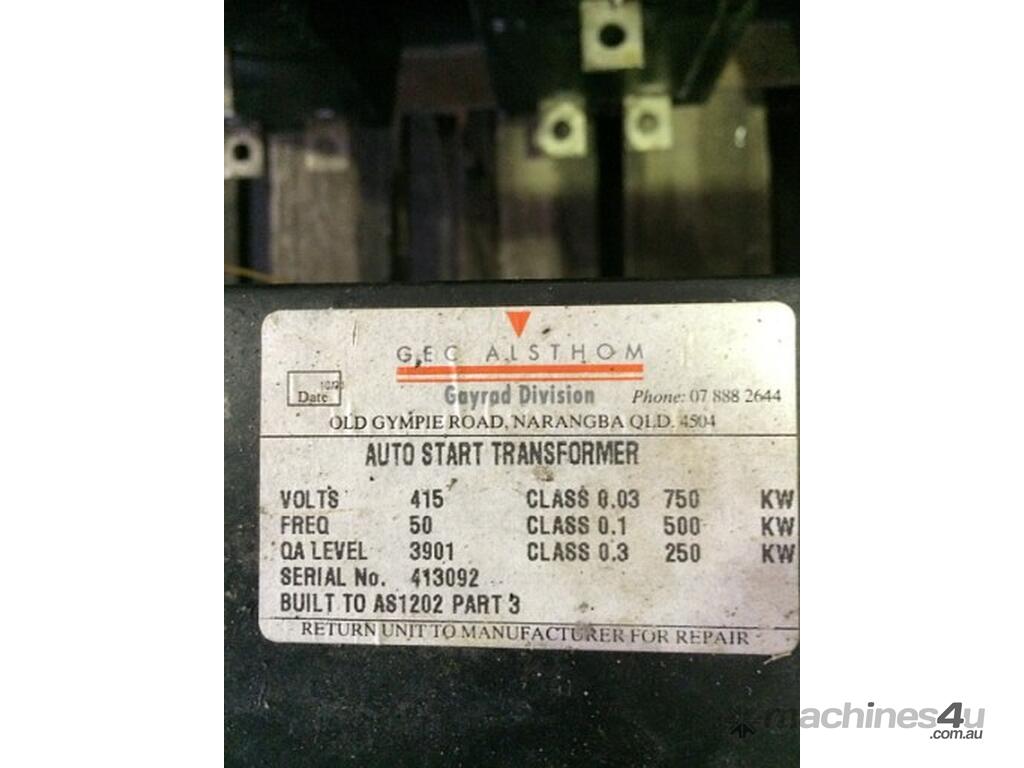 GEC ALSTHOM
Gayrad Division
Phone: 07 888 2644
Date
OLD GYMPIE ROAD, NARANGBA QLD. 4504
AUTO START TRANSFORMER
VOLTS 415 CLASS 0.03 750 KW
FREQ 50 CLASS 0.1 500 KW
QA LEVEL 3901 CLASS 0.3 250 KW
SERIAL No. 413092
BUILT TO AS1202 PART 3
RETURN UNIT TO MANUFACTURER FOR REPAIR
machines4u
.com.au